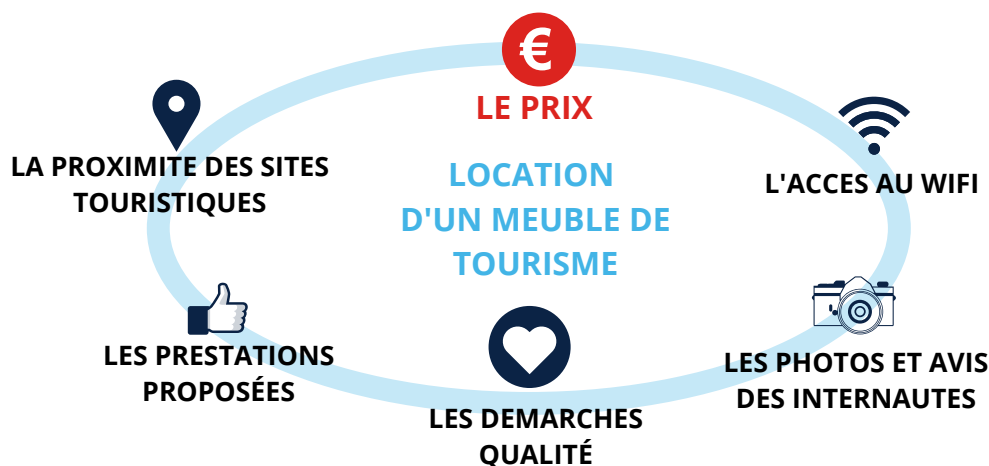 €
LE PRIX
LA PROXIMITE DES SITES
TOURISTIQUES
LOCATION
D'UN MEUBLE DE
TOURISME
L'ACCES AU WIFI
LES PRESTATIONS
PROPOSÉES
LES DEMARCHES
QUALITÉ
LES PHOTOS ET AVIS
DES INTERNAUTES